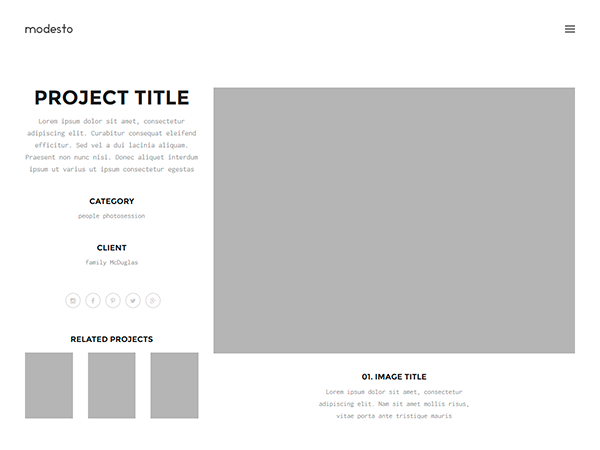 modesto
PROJECT TITLE
Lorem ipsum dolor sit amet, consectetur
adipiscing elit. Curabitur consequat eleifend
efficitur. Sed vel a dui lacinia aliquam.
Praesent non nunc nisi. Donec aliquet interdum
ipsum ut varius ut ipsum consectetur egestas
CATEGORY
people photosession
CLIENT
family McDuglas
RELATED PROJECTS
01. IMAGE TITLE
Lorem ipsum dolor sit amet, consectetur
adipiscing elit. Nam sit amet mollis risus,
vitae porta ante tristique mauris